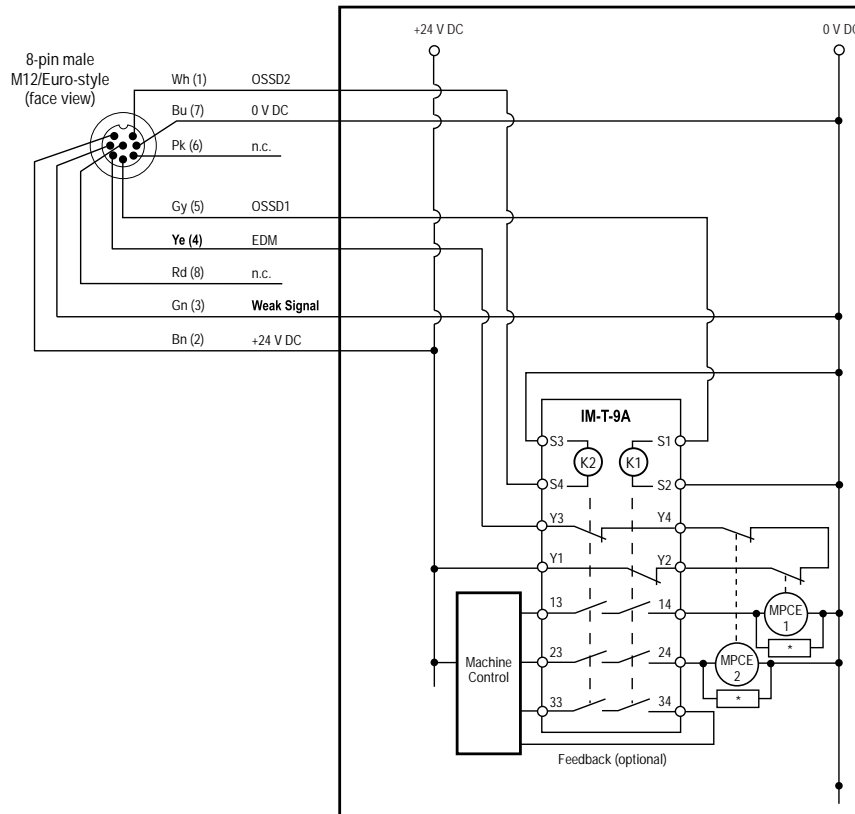 +24 V DC
0 V DC
8-pin male
M12/Euro-style
(face view)
Wh (1) OSSD2
Bu (7) 0 V DC
Pk (6) n.c.
Gy (5) OSSD1
Ye (4) EDM
Rd (8) n.c.
Gn (3) Weak Signal
Bn (2) +24 V DC
IM-T-9A
S3 S1
K2 K1
S4 S2
Y3 Y4
Y1 Y2
13 14
MPCE
1
*
Machine
Control
23 24
MPCE
2
*
33 34
Feedback (optional)